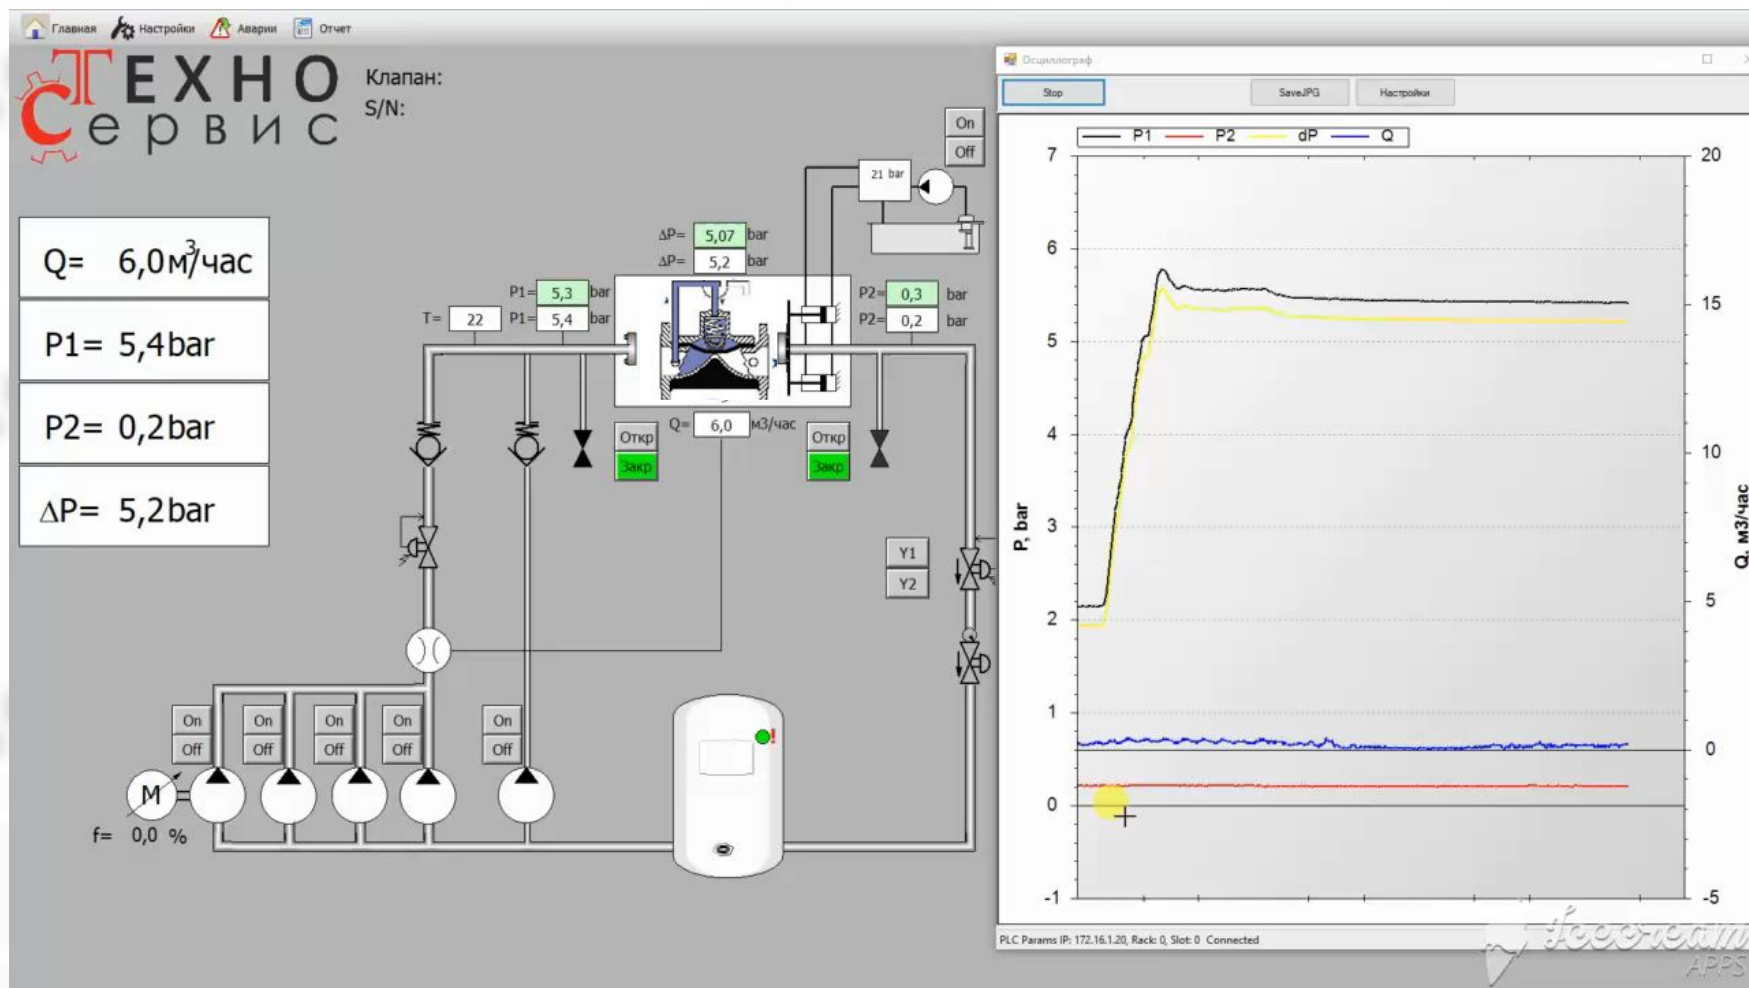 Главная Настройки Аварии Отчет
ТЕХНО
Сервис
Клапан:
S/N:
Q= 6,0м³/час
P1= 5,4bar
P2= 0,2bar
ΔP= 5,2bar
On
Off
21 bar
ΔP= 5,07 bar
ΔP= 5,2 bar
P1= 5,3 bar
T= 22 P1= 5,4 bar
P2= 0,3 bar
P2= 0,2 bar
Q= 6,0 м3/час
Откр
Закр
Откр
Закр
Y1
Y2
On On On On On
Off Off Off Off Off
M
f= 0,0 %
!
Осциллограф
Stop SaveJPG Настройки
P1 P2 dP Q
7
6
5
4
3
2
1
0
-1
P, bar
20
15
10
5
0
-5
Q, м3/час
PLC Params IP: 172.16.1.20, Rack: 0, Slot: 0 Connected
Icecream
APPS